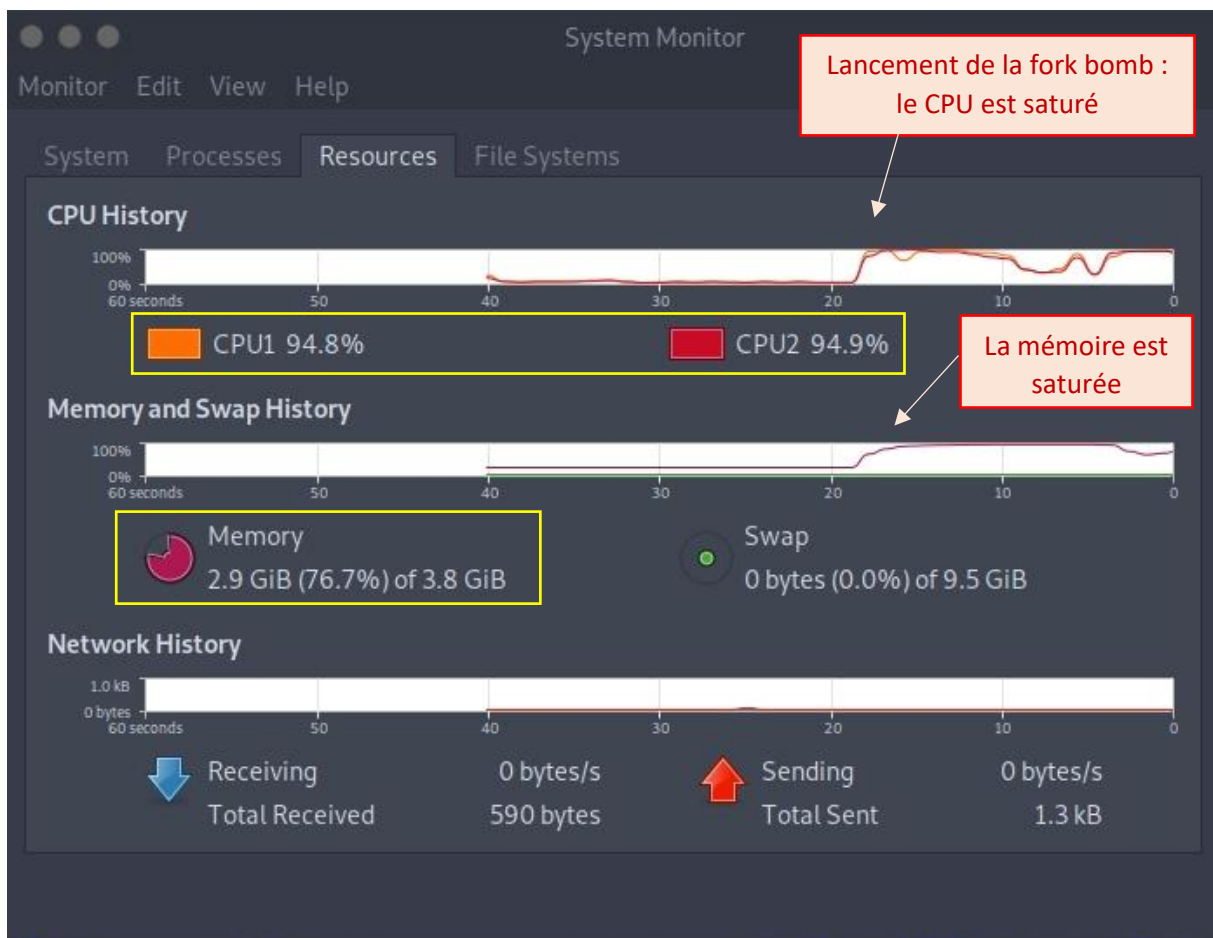 System Monitor
Lancement de la fork bomb :
le CPU est saturé
Monitor Edit View Help
System Processes Resources File Systems
CPU History
100%
0%
60 seconds 50 40 30 20 10 0
CPU1 94.8% CPU2 94.9%
La mémoire est
saturée
Memory and Swap History
100%
0%
60 seconds 50 40 30 20 10 0
Memory Swap
2.9 GiB (76.7%) of 3.8 GiB 0 bytes (0.0%) of 9.5 GiB
Network History
1.0 kB
0 bytes
60 seconds 50 40 30 20 10 0
Receiving 0 bytes/s Sending 0 bytes/s
Total Received 590 bytes Total Sent 1.3 kB